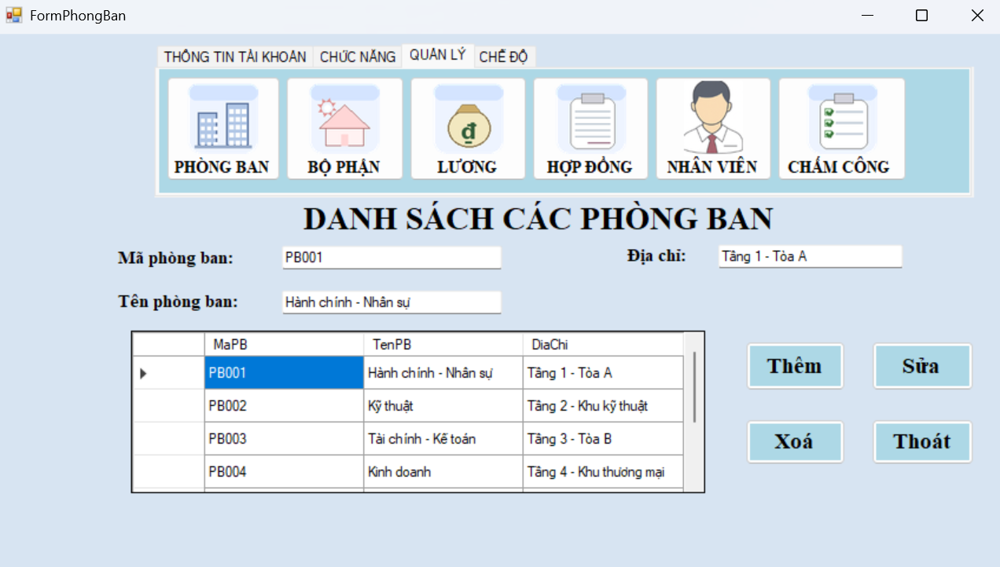 FormPhongBan
THÔNG TIN TÀI KHOẢN CHỨC NĂNG QUẢN LÝ CHẾ ĐỘ
đ
PHÒNG BAN BỘ PHẬN LƯƠNG HỢP ĐỒNG NHÂN VIÊN CHẤM CÔNG
DANH SÁCH CÁC PHÒNG BAN
Mã phòng ban: PB001 Địa chỉ: Tầng 1 - Tòa A
Tên phòng ban: Hành chính - Nhân sự
MaPB TenPB DiaChi
PB001 Hành chính - Nhân sự Tầng 1 - Tòa A
PB002 Kỹ thuật Tầng 2 - Khu kỹ thuật
PB003 Tài chính - Kế toán Tầng 3 - Tòa B
PB004 Kinh doanh Tầng 4 - Khu thương mại
Thêm Sửa
Xoá Thoát